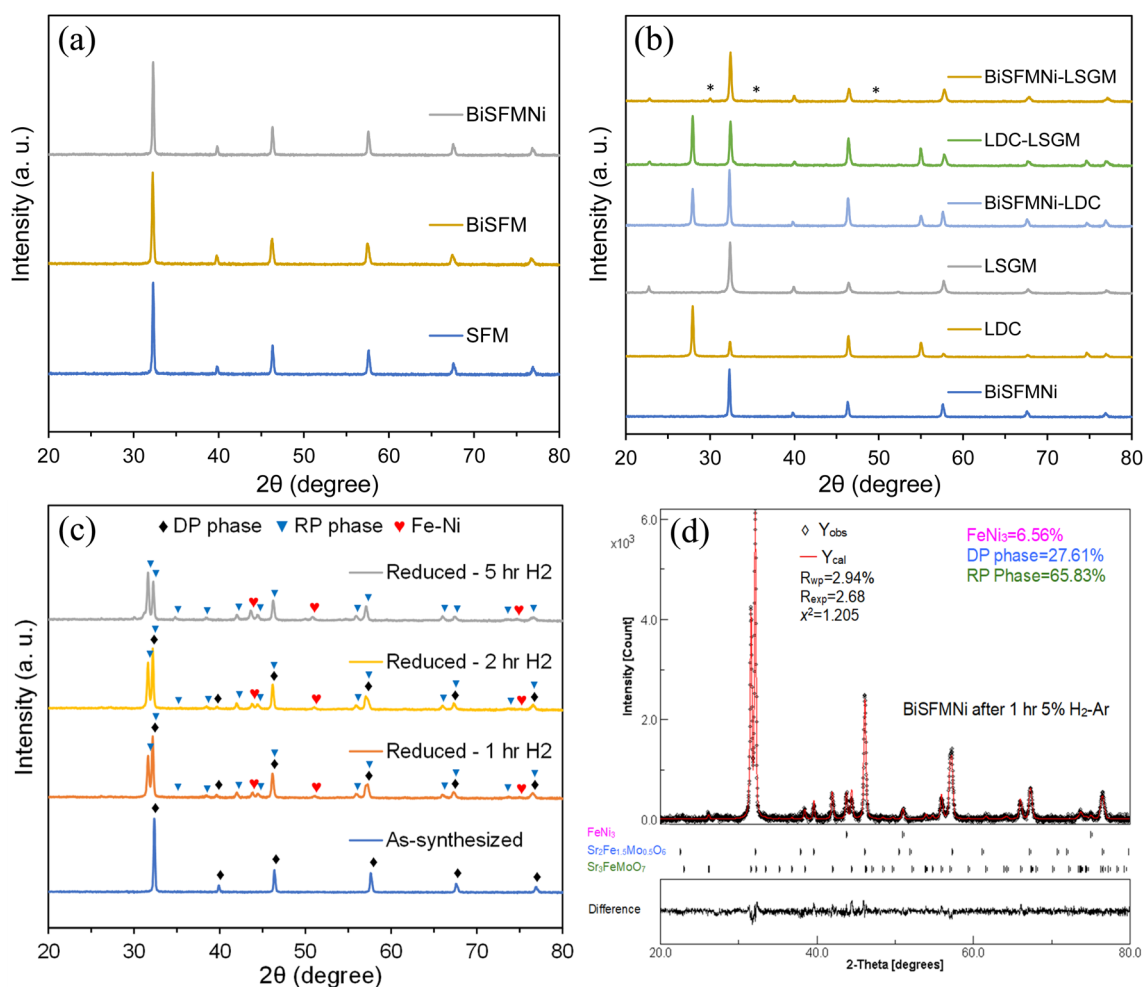 (a)
BiSFMNi
BiSFM
SFM
Intensity (a. u.)
20 30 40 50 60 70 80
2θ (degree)
(b)
* * *
BiSFMNi-LSGM
LDC-LSGM
BiSFMNi-LDC
LSGM
LDC
BiSFMNi
Intensity (a. u.)
20 30 40 50 60 70 80
2θ (degree)
(c)
♦ DP phase ▼ RP phase ♥ Fe-Ni
Reduced - 5 hr H2
Reduced - 2 hr H2
Reduced - 1 hr H2
As-synthesized
Intensity (a. u.)
20 30 40 50 60 70 80
2θ (degree)
(d)
6.0
x10³
4.0
2.0
0.0
Intensity [Count]
◊ Yobs
Ycal
Rwp=2.94%
Rexp=2.68
x²=1.205
FeNi₃=6.56%
DP phase=27.61%
RP Phase=65.83%
BiSFMNi after 1 hr 5% H₂-Ar
FeNi₃
Sr₂Fe₁.₅Mo₀.₅O₆
Sr₃FeMoO₇
Difference
20.0 40.0 60.0 80.0
2-Theta [degrees]